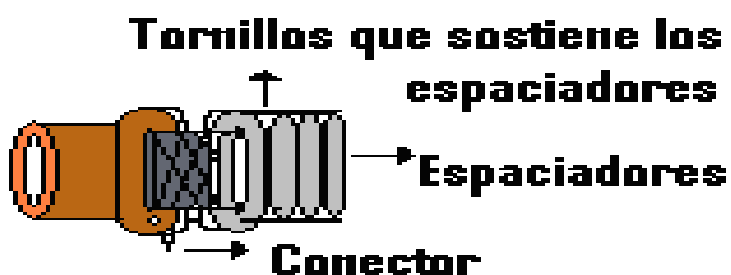 Tornillos que sostiene los
espaciadores
Espaciadores
Conector